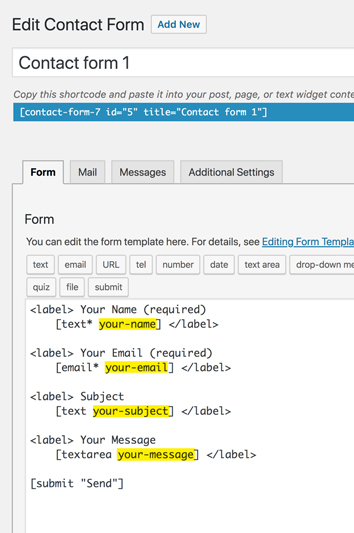 Edit Contact Form Add New
Contact form 1
Copy this shortcode and paste it into your post, page, or text widget
[contact-form-7 id="5" title="Contact form 1"]
Form Mail Messages Additional Settings
Form
You can edit the form template here. For details, see Editing Form
text email URL tel number date text area drop-down
quiz file submit
<label> Your Name (required)
[text* your-name] </label>
<label> Your Email (required)
[email* your-email] </label>
<label> Subject
[text your-subject] </label>
<label> Your Message
[textarea your-message] </label>
[submit "Send"]